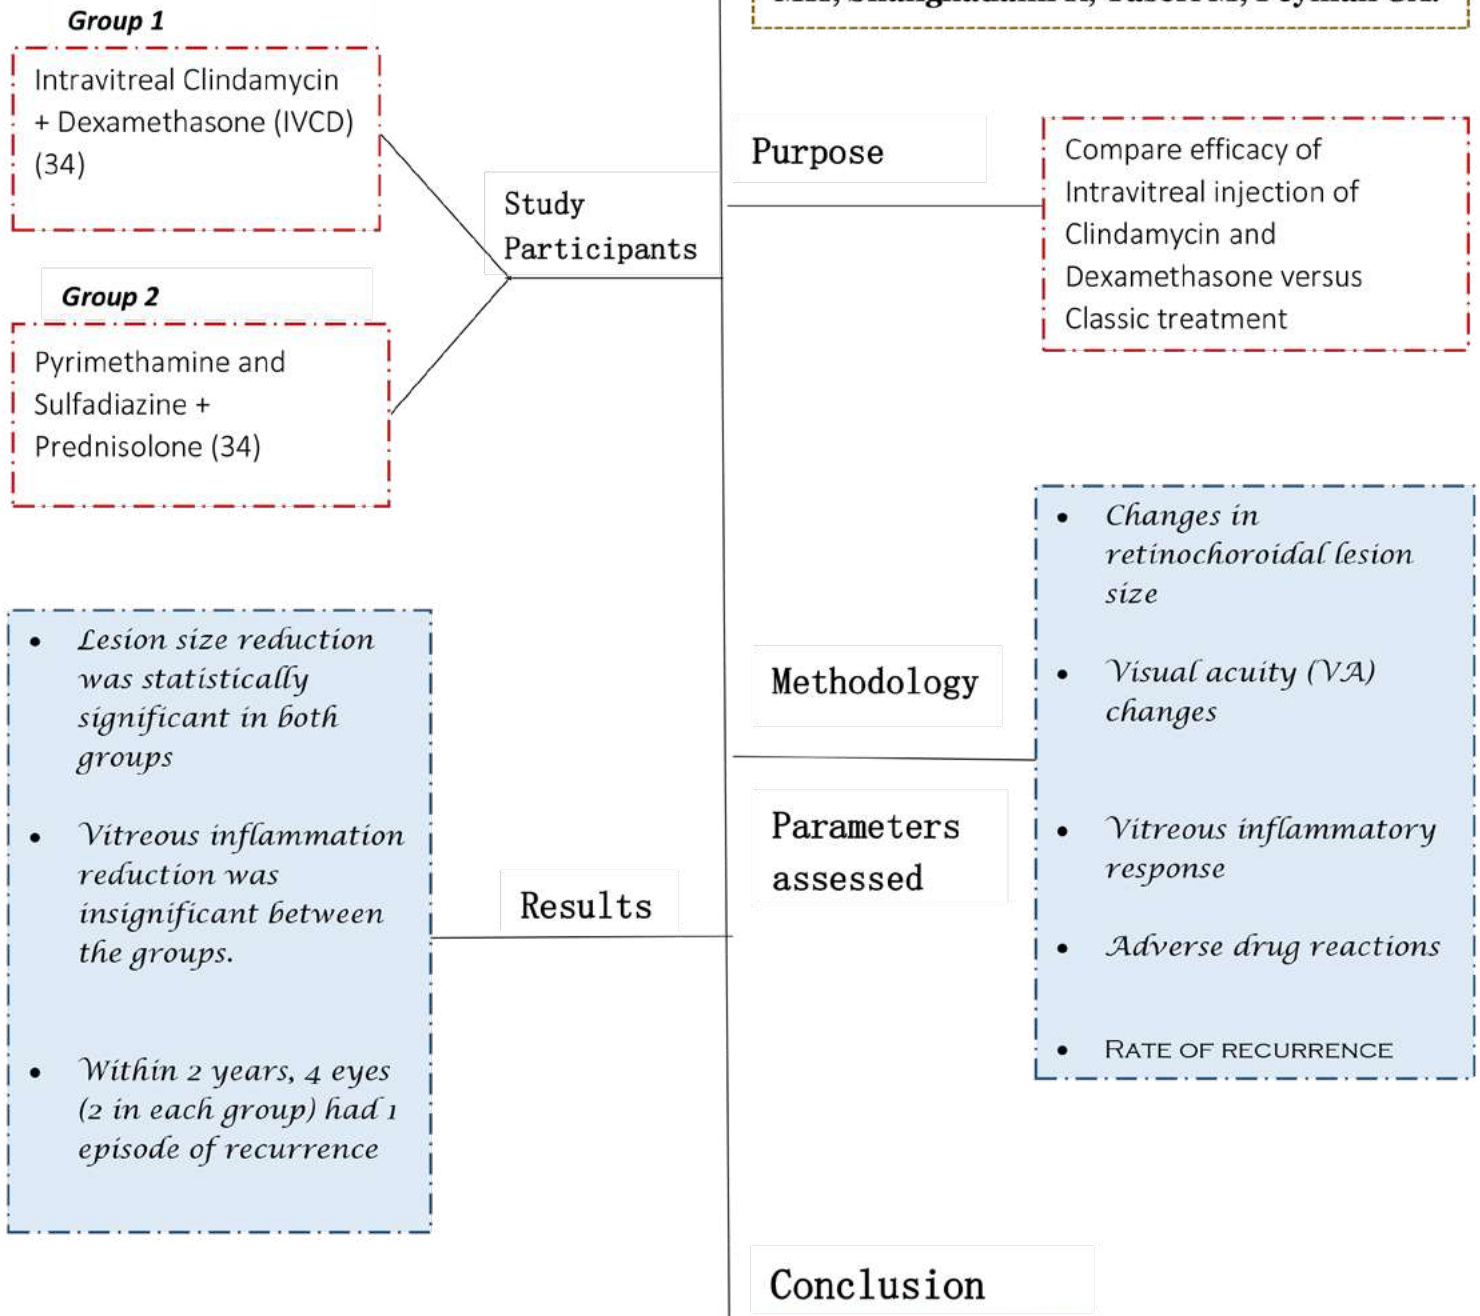 Group 1
Intravitreal Clindamycin
+ Dexamethasone (IVCD)
(34)
Study
Participants
Group 2
Pyrimethamine and
Sulfadiazine +
Prednisolone (34)
Purpose
Compare efficacy of
Intravitreal injection of
Clindamycin and
Dexamethasone versus
Classic treatment
Methodology
Parameters
assessed
• Changes in
retinochoroidal lesion
size
• Visual acuity (VA)
changes
• Vitreous inflammatory
response
• Adverse drug reactions
• RATE OF RECURRENCE
Results
• Lesion size reduction
was statistically
significant in both
groups
• Vitreous inflammation
reduction was
insignificant between
the groups.
• Within 2 years, 4 eyes
(2 in each group) had 1
episode of recurrence
Conclusion